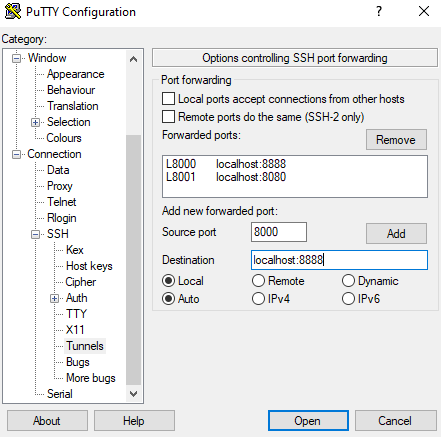 PuTTY Configuration
?
Category:
Window
Appearance
Behaviour
Translation
Selection
Colours
Connection
Data
Proxy
Telnet
Rlogin
SSH
Kex
Host keys
Cipher
Auth
TTY
X11
Tunnels
Bugs
More bugs
Serial
Options controlling SSH port forwarding
Port forwarding
Local ports accept connections from other hosts
Remote ports do the same (SSH-2 only)
Forwarded ports:
Remove
L8000 localhost:8888
L8001 localhost:8080
Add new forwarded port:
Source port 8000 Add
Destination localhost:8888
Local Remote Dynamic
Auto IPv4 IPv6
About Help Open Cancel